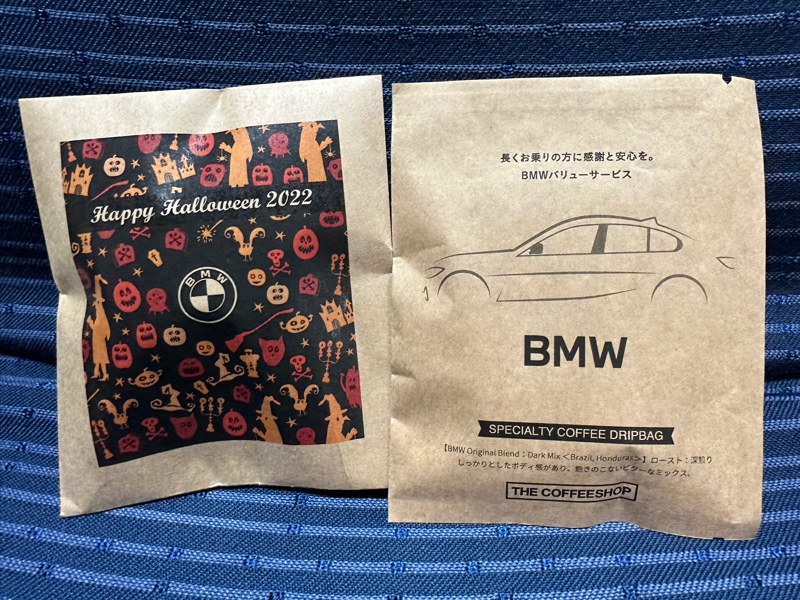 Happy Halloween 2022
BMW
長くお乗りの方に感謝と安心を。
BMWバリューサービス
BMW
SPECIALTY COFFEE DRIPBAG
【BMW Original Blend ; Dark Mix <Brazil, Honduras>】ロースト：深煎り
しっかりとしたボディ感があり、飽きのこないビターなミックス。
THE COFFEESHOP